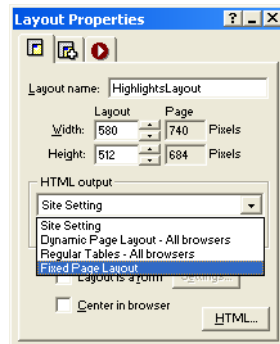 Layout Properties
Layout name: HighlightsLayout
Layout Page
Width: 580 740 Pixels
Height: 512 684 Pixels
HTML output
Site Setting
Site Setting
Dynamic Page Layout - All browsers
Regular Tables - All browsers
Fixed Page Layout
Layout is a form Settings...
Center in browser
HTML...